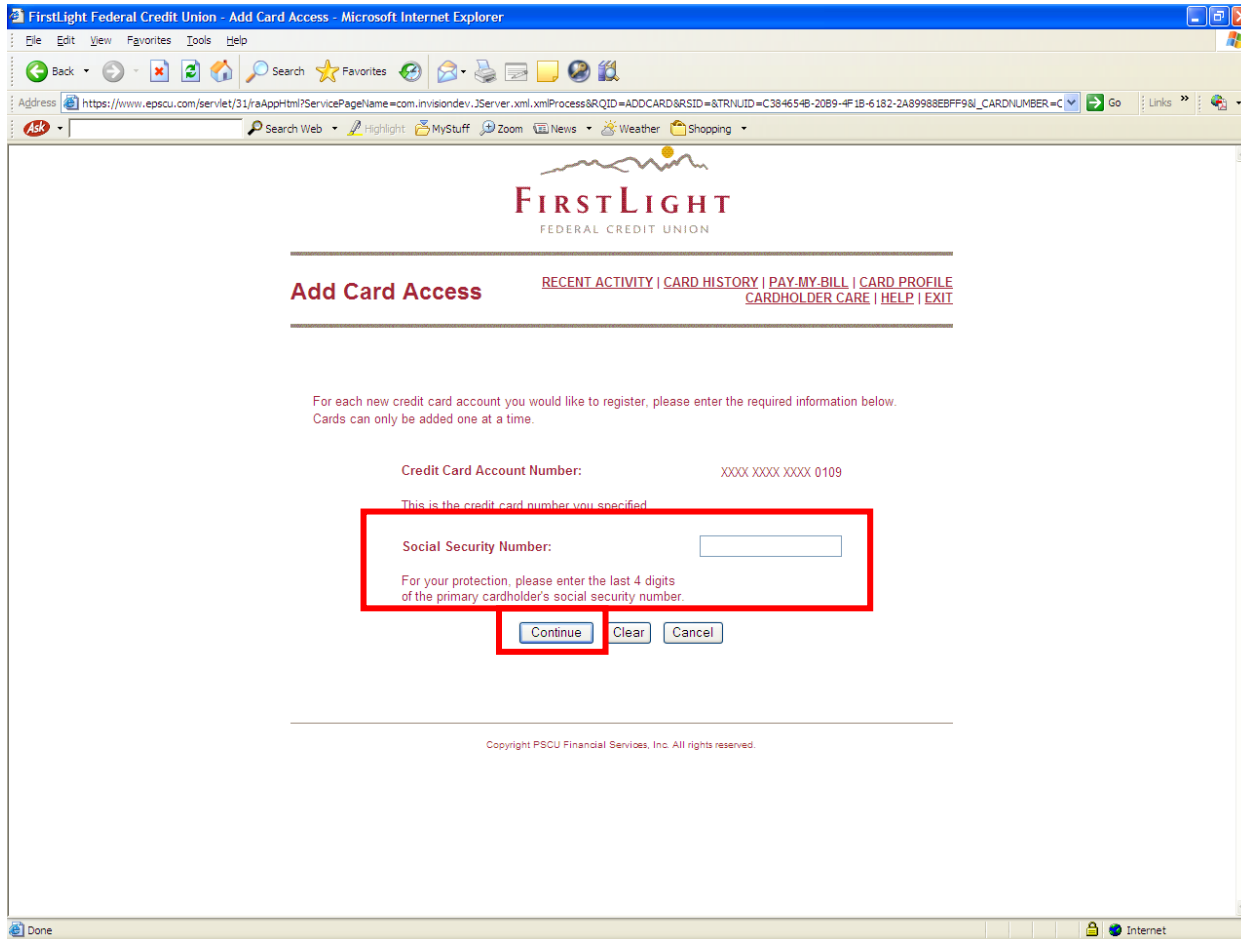 FirstLight Federal Credit Union - Add Card Access - Microsoft Internet Explorer
File Edit View Favorites Tools Help
Back Search Favorites
Address https://www.epscu.com/servlet/31/raAppHtml?ServicePageName=com.invisiondev.JServer.xml.xmlProcess&RQID=ADDCARD&RSID=&TRNUID=C384654B-20B9-4F1B-6182-2A89988EBFF9&I_CARDNUMBER=C Go Links »
Ask Search Web Highlight MyStuff Zoom News Weather Shopping
FIRSTLIGHT
FEDERAL CREDIT UNION
Add Card Access
RECENT ACTIVITY | CARD HISTORY | PAY-MY-BILL | CARD PROFILE
CARDHOLDER CARE | HELP | EXIT
For each new credit card account you would like to register, please enter the required information below.
Cards can only be added one at a time.
Credit Card Account Number: XXXX XXXX XXXX 0109
This is the credit card number you specified
Social Security Number:
For your protection, please enter the last 4 digits
of the primary cardholder's social security number.
Continue Clear Cancel
Copyright PSCU Financial Services, Inc. All rights reserved.
Done Internet